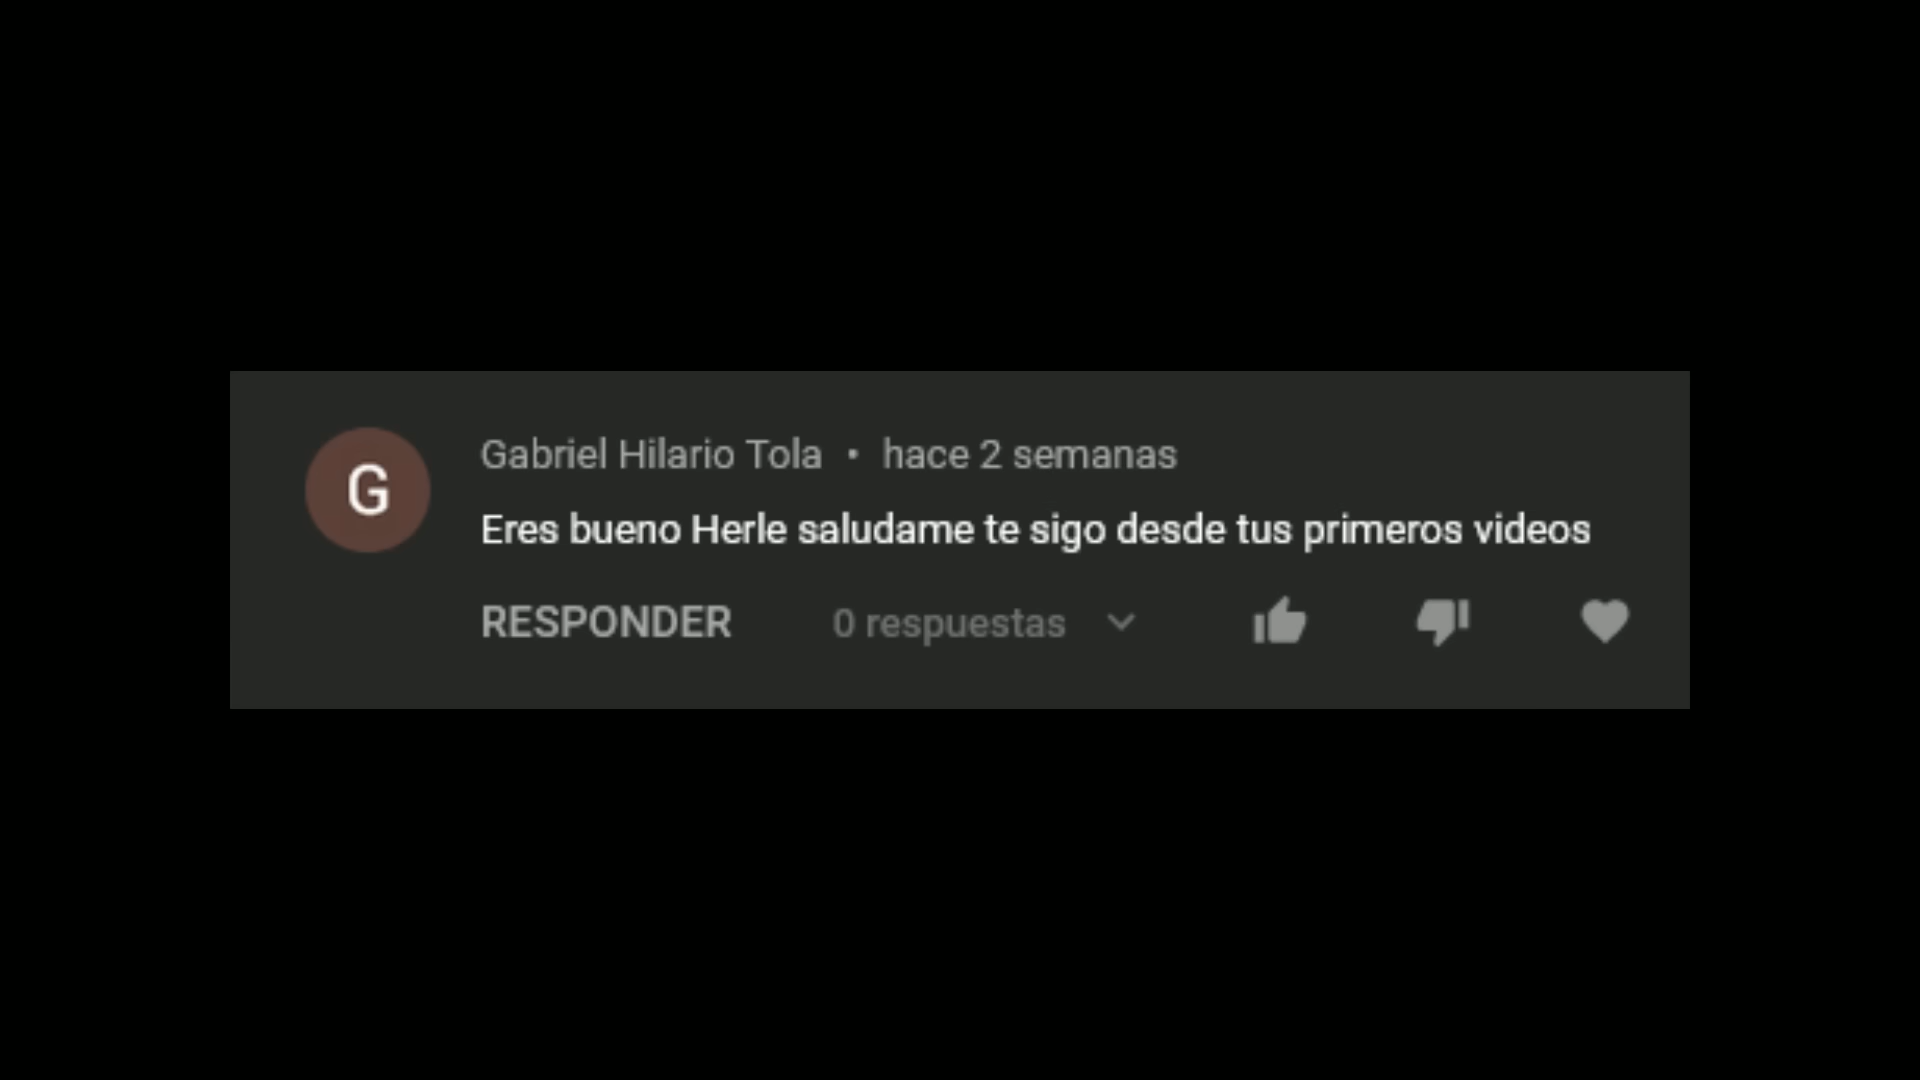 G
Gabriel Hilario Tola • hace 2 semanas
Eres bueno Herle saludame te sigo desde tus primeros videos
RESPONDER 0 respuestas